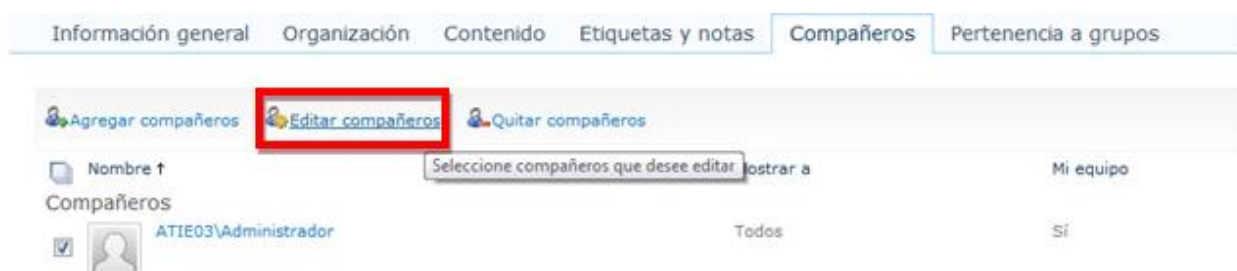 Información general Organización Contenido Etiquetas y notas Compañeros Pertenencia a grupos
Agregar compañeros Editar compañeros Quitar compañeros
Seleccione compañeros que desee editar
Nombre ↑ ostrar a Mi equipo
Compañeros
ATIE03\Administrador Todos Sí